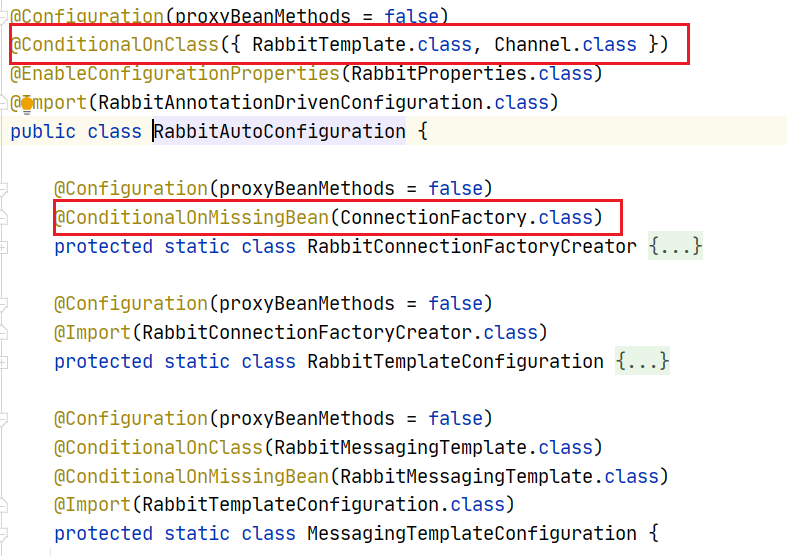 @Configuration(proxyBeanMethods = false)
@ConditionalOnClass({ RabbitTemplate.class, Channel.class })
@EnableConfigurationProperties(RabbitProperties.class)
@Import(RabbitAnnotationDrivenConfiguration.class)
public class RabbitAutoConfiguration {
@Configuration(proxyBeanMethods = false)
@ConditionalOnMissingBean(ConnectionFactory.class)
protected static class RabbitConnectionFactoryCreator {...}
@Configuration(proxyBeanMethods = false)
@Import(RabbitConnectionFactoryCreator.class)
protected static class RabbitTemplateConfiguration {...}
@Configuration(proxyBeanMethods = false)
@ConditionalOnClass(RabbitMessagingTemplate.class)
@ConditionalOnMissingBean(RabbitMessagingTemplate.class)
@Import(RabbitTemplateConfiguration.class)
protected static class MessagingTemplateConfiguration {